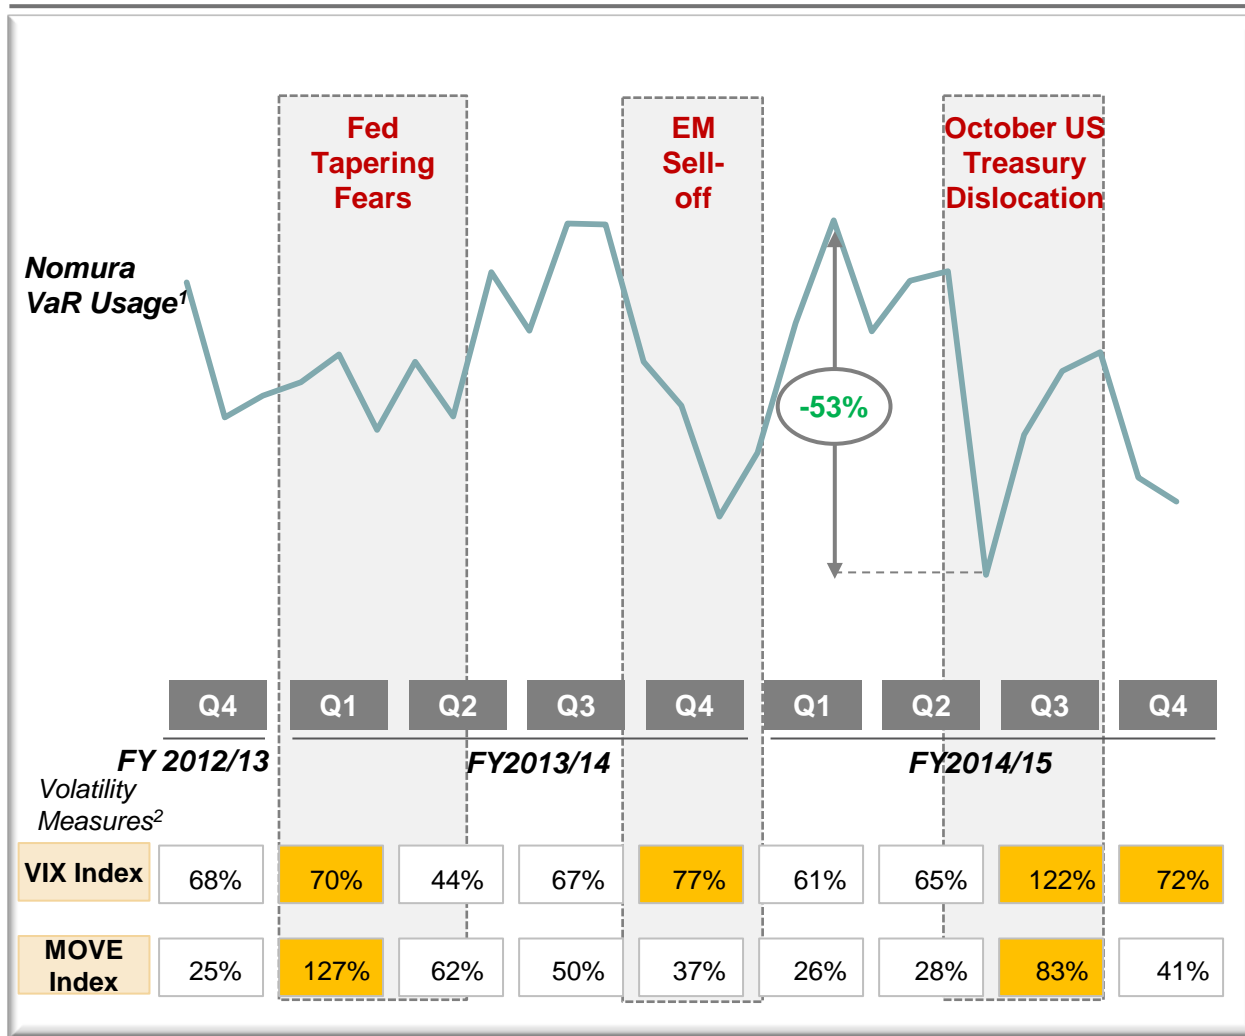 Fed
Tapering
Fears
EM
Sell-
off
October US
Treasury
Dislocation
Nomura
VaR Usage1
-53%
Q4 Q1 Q2 Q3 Q4 Q1 Q2 Q3 Q4
FY 2012/13 FY2013/14 FY2014/15
Volatility
Measures2
VIX Index 68% 70% 44% 67% 77% 61% 65% 122% 72%
MOVE
Index 25% 127% 62% 50% 37% 26% 28% 83% 41%